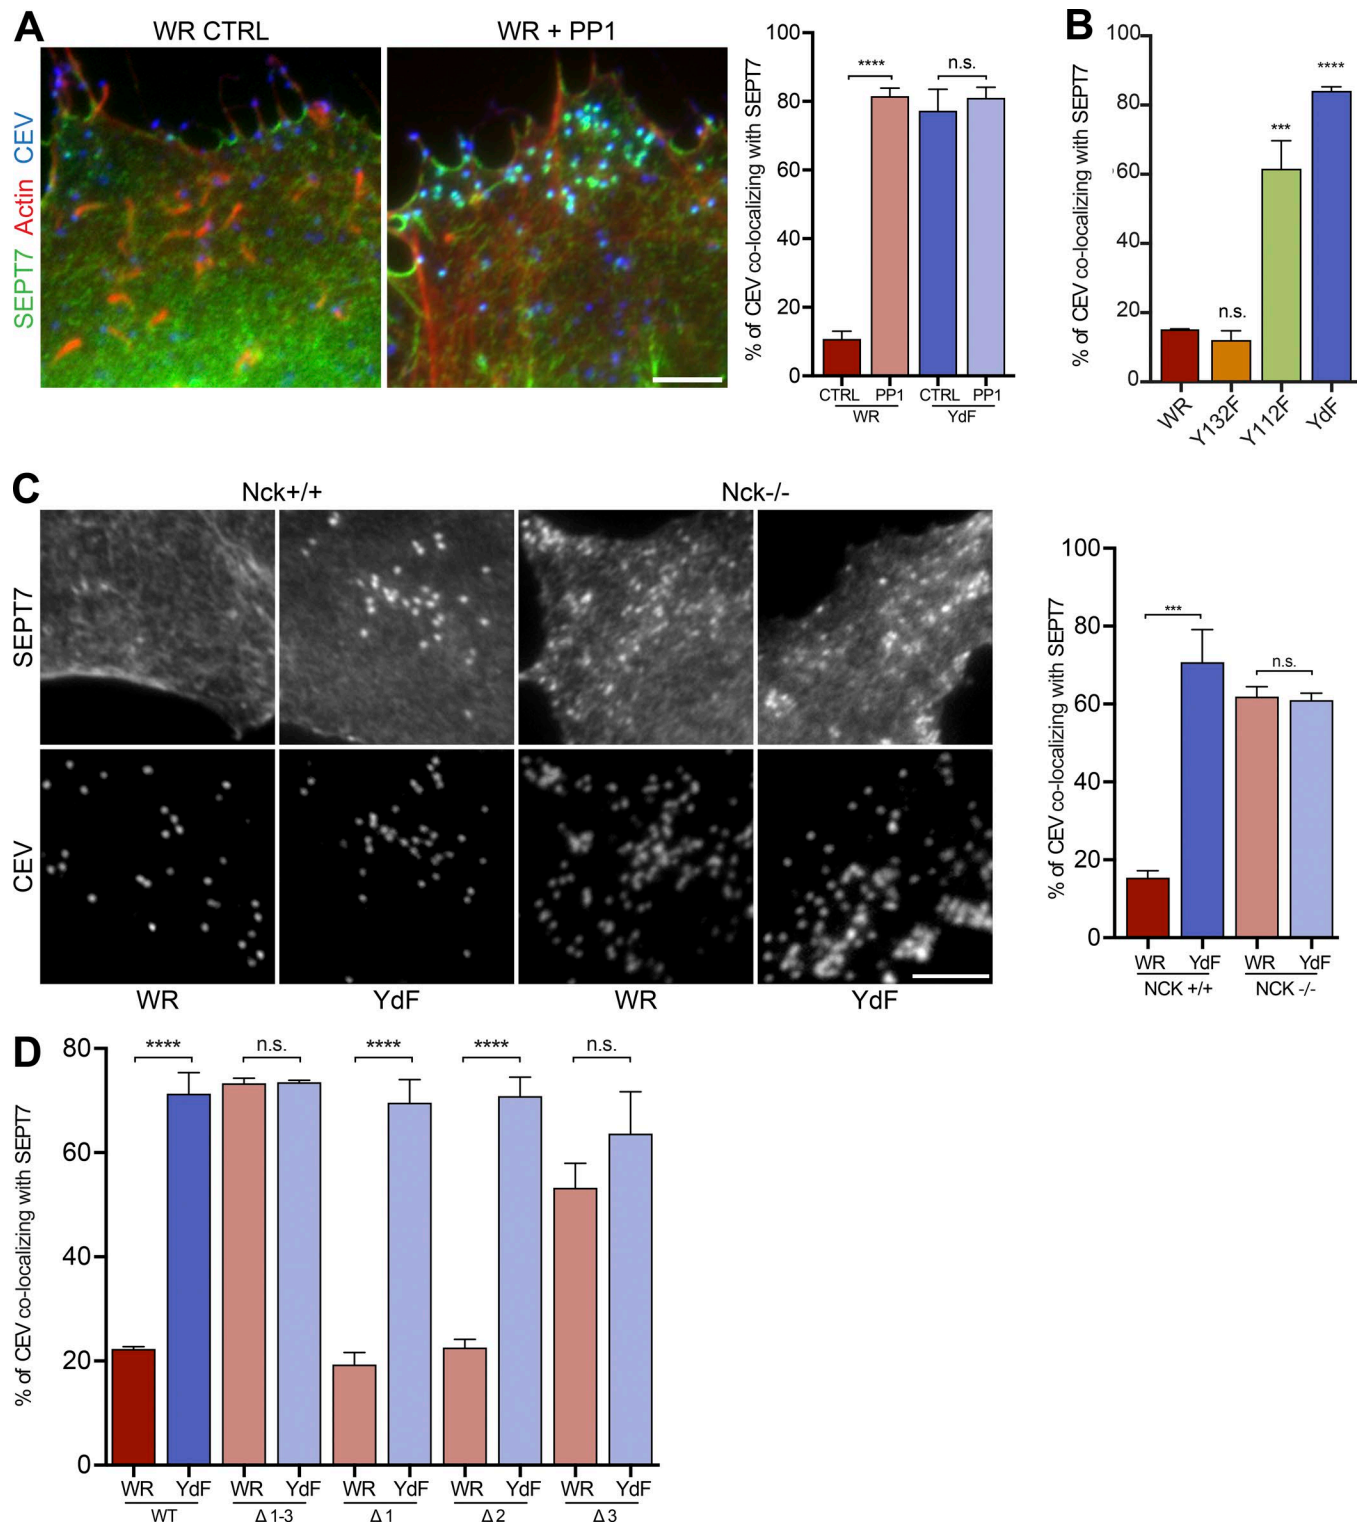 A
WR CTRL
WR + PP1
SEPT7 Actin CEV
% of CEV co-localizing with SEPT7
100
80
60
40
20
0
****
n.s.
CTRL PP1 CTRL PP1
WR YdF
B
% of CEV co-localizing with SEPT7
100
80
60
40
20
0
n.s.
***
****
WR Y132F Y112F YdF
C
Nck+/+ Nck-/-
SEPT7
CEV
WR YdF WR YdF
% of CEV co-localizing with SEPT7
100
80
60
40
20
0
***
n.s.
WR YdF WR YdF
NCK +/+ NCK -/-
D
% of CEV co-localizing with SEPT7
80
60
40
20
0
**** n.s. **** **** n.s.
WR YdF WR YdF WR YdF WR YdF WR YdF
WT Δ1-3 Δ1 Δ2 Δ3